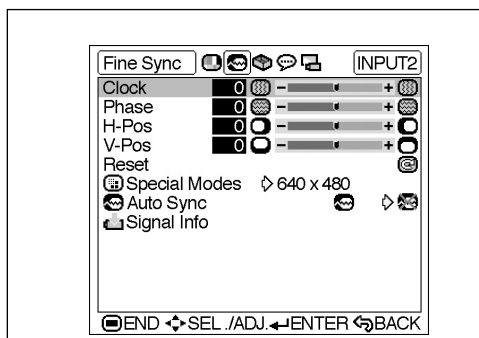 Fine Sync INPUT2
Clock 0 - +
Phase 0 - +
H-Pos 0 - +
V-Pos 0 - +
Reset
Special Modes 640 x 480
Auto Sync
Signal Info
END SEL ./ADJ. ENTER BACK